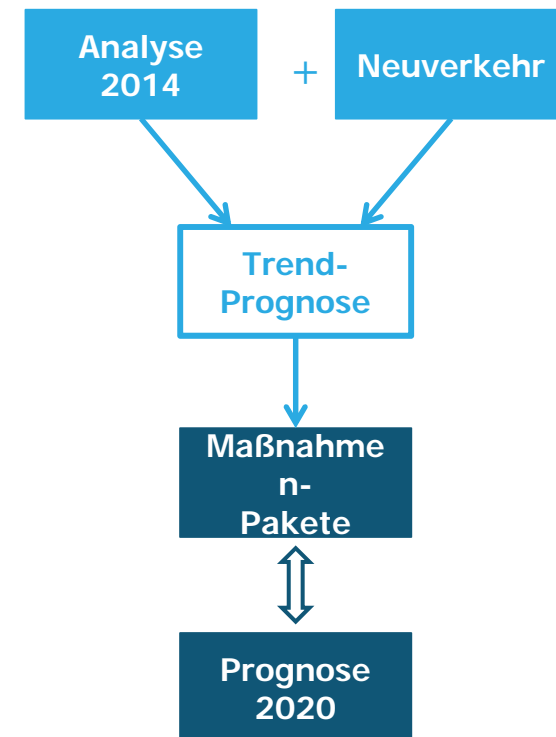 Analyse
2014
+
Neuverkehr
Trend-
Prognose
Maßnahme
n-
Pakete
Prognose
2020